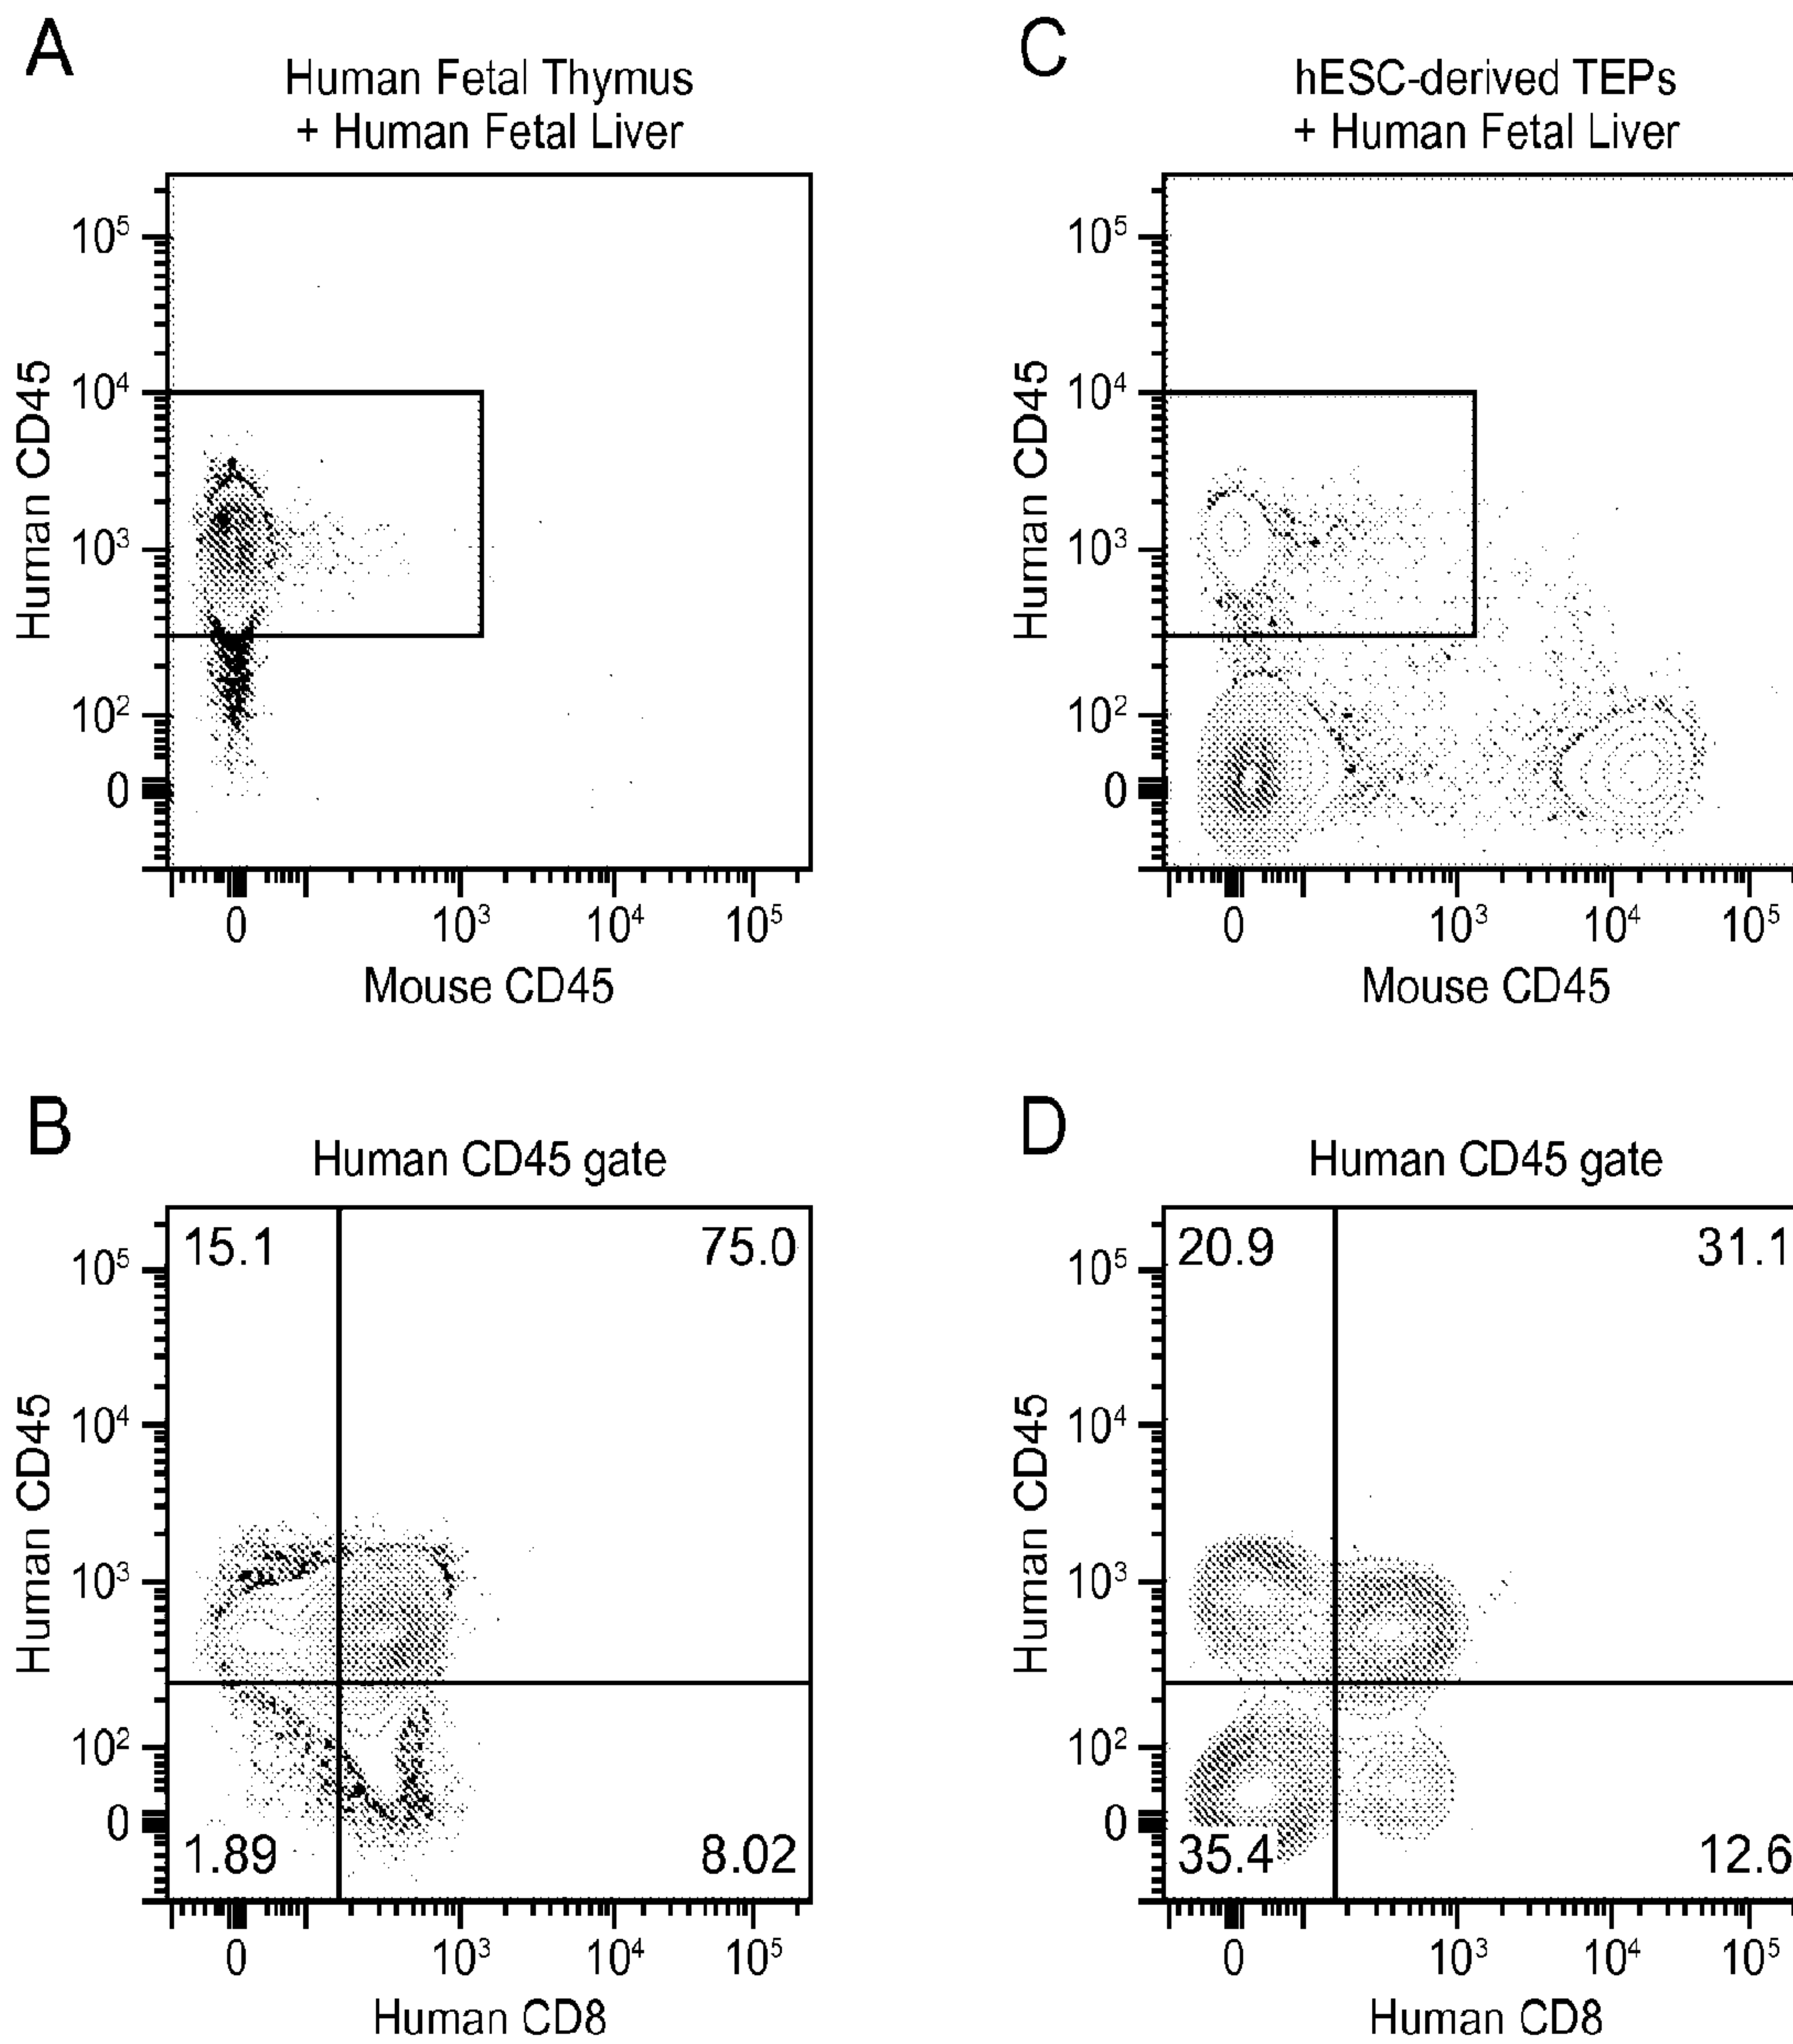 A
Human Fetal Thymus
+ Human Fetal Liver
10⁵
10⁴
10³
10²
0
Human CD45
0
10³
10⁴
10⁵
Mouse CD45
C
hESC-derived TEPs
+ Human Fetal Liver
10⁵
10⁴
10³
10²
0
Human CD45
0
10³
10⁴
10⁵
Mouse CD45
B
Human CD45 gate
15.1
75.0
10⁵
10⁴
10³
10²
0
Human CD45
1.89
8.02
0
10³
10⁴
10⁵
Human CD8
D
Human CD45 gate
20.9
31.1
10⁵
10⁴
10³
10²
0
Human CD45
35.4
12.6
0
10³
10⁴
10⁵
Human CD8